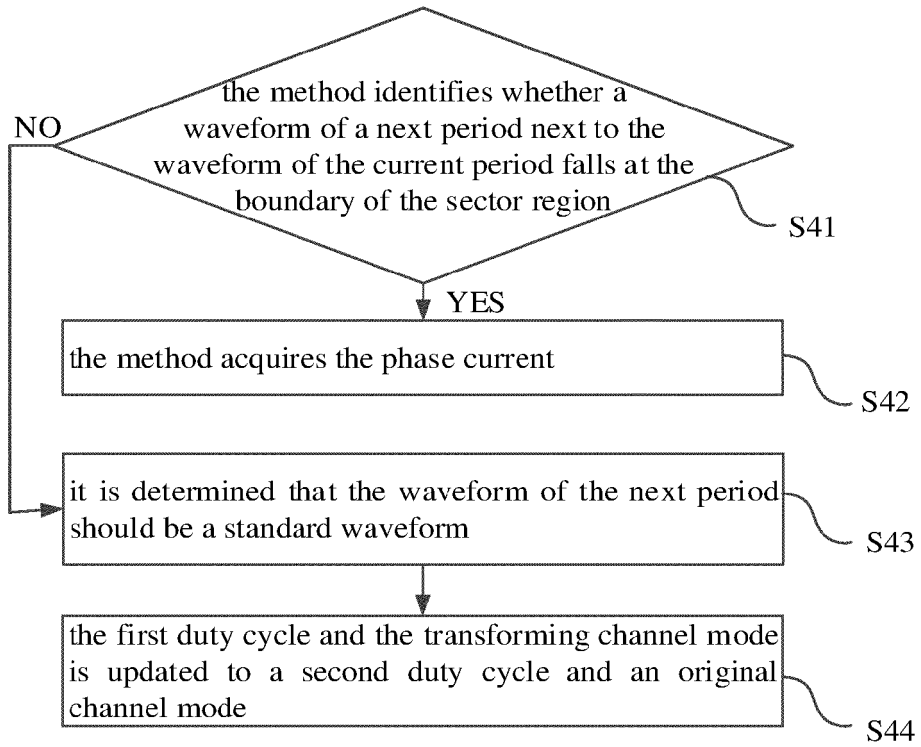 the method identifies whether a
NO
waveform of a next period next to the
waveform of the current period falls at the
boundary of the sector region
S41
YES
the method acquires the phase current
S42
it is determined that the waveform of the next period
should be a standard waveform
S43
the first duty cycle and the transforming channel mode
is updated to a second duty cycle and an original
channel mode
S44